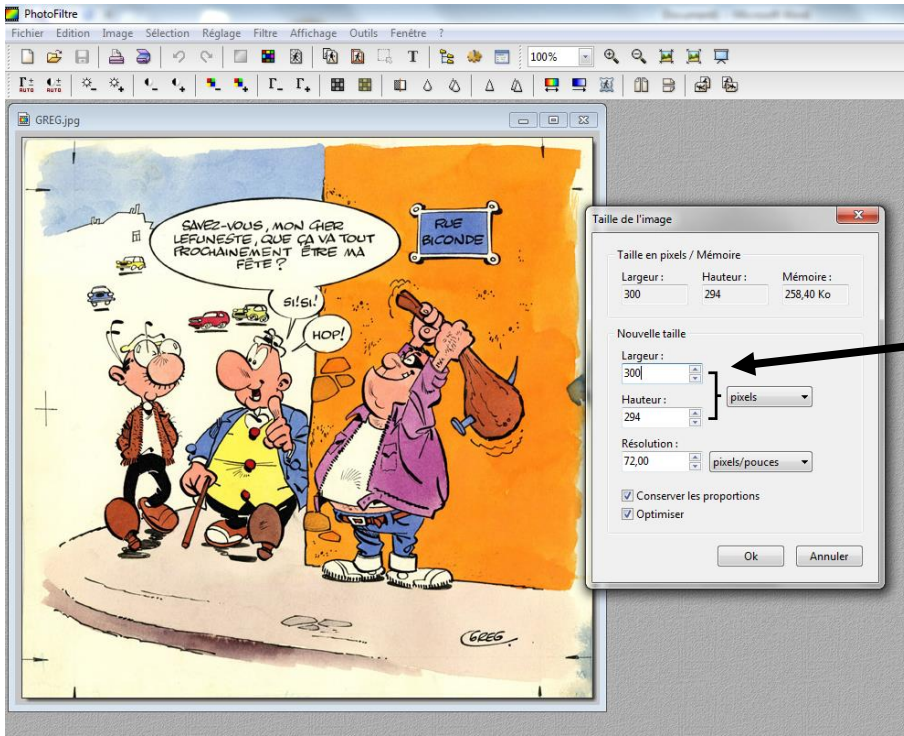 PhotoFiltre
Fichier Edition Image Sélection Réglage Filtre Affichage Outils Fenêtre ?
100%
GREG.jpg
SAVEZ-VOUS, MON CHER
LEFUNESTE, QUE ÇA VA TOUT
PROCHAINEMENT ÊTRE MA
FÊTE ?
RUE
BICONDE
SI! SI!
HOP!
GREG
Taille de l'image
Taille en pixels / Mémoire
Largeur : Hauteur : Mémoire :
300 294 258,40 Ko
Nouvelle taille
Largeur :
300
pixels
Hauteur :
294
Résolution :
72,00 pixels/pouces
Conserver les proportions
Optimiser
Ok Annuler